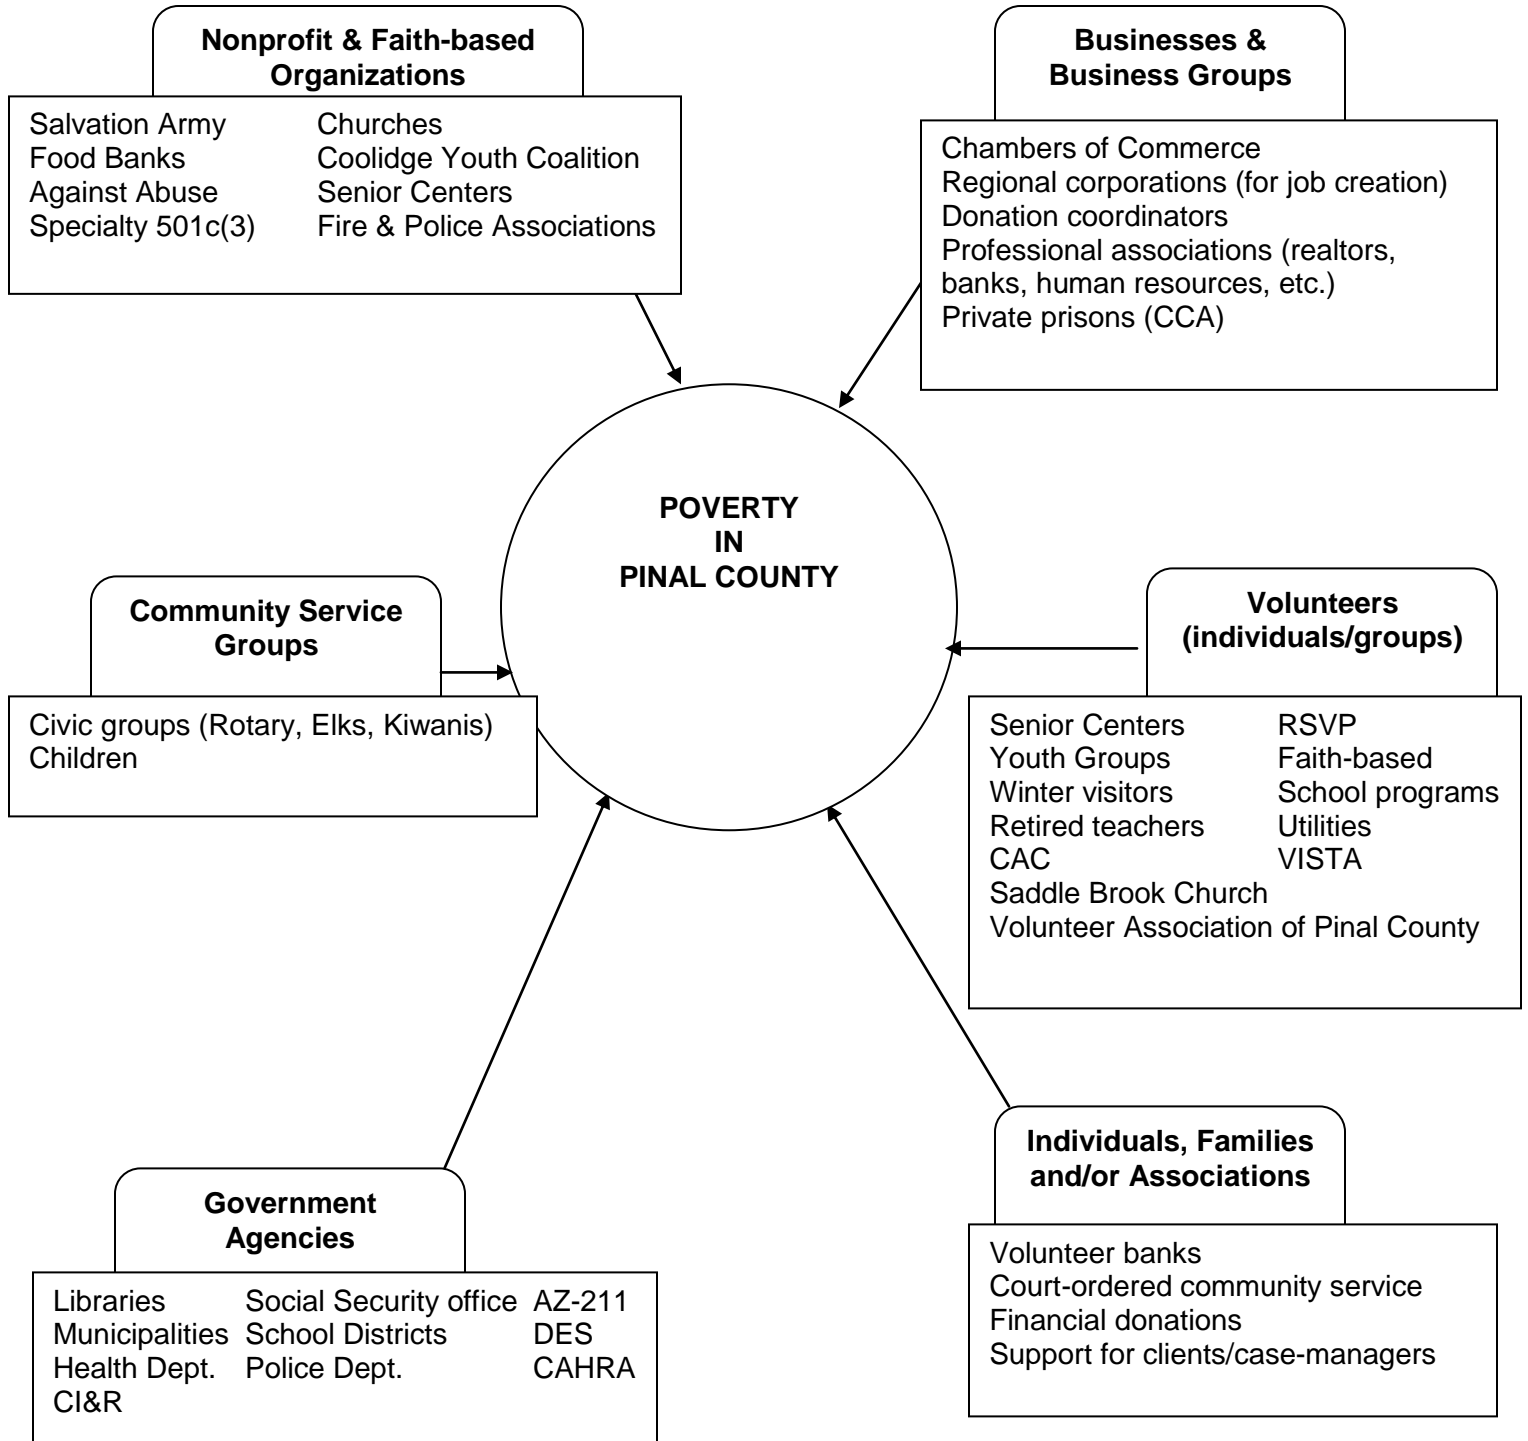 Nonprofit & Faith-based
Organizations
Salvation Army Churches
Food Banks Coolidge Youth Coalition
Against Abuse Senior Centers
Specialty 501c(3) Fire & Police Associations
Businesses &
Business Groups
Chambers of Commerce
Regional corporations (for job creation)
Donation coordinators
Professional associations (realtors,
banks, human resources, etc.)
Private prisons (CCA)
POVERTY
IN
PINAL COUNTY
Community Service
Groups
Civic groups (Rotary, Elks, Kiwanis)
Children
Volunteers
(individuals/groups)
Senior Centers RSVP
Youth Groups Faith-based
Winter visitors School programs
Retired teachers Utilities
CAC VISTA
Saddle Brook Church
Volunteer Association of Pinal County
Government
Agencies
Libraries Social Security office AZ-211
Municipalities School Districts DES
Health Dept. Police Dept. CAHRA
CI&R
Individuals, Families
and/or Associations
Volunteer banks
Court-ordered community service
Financial donations
Support for clients/case-managers